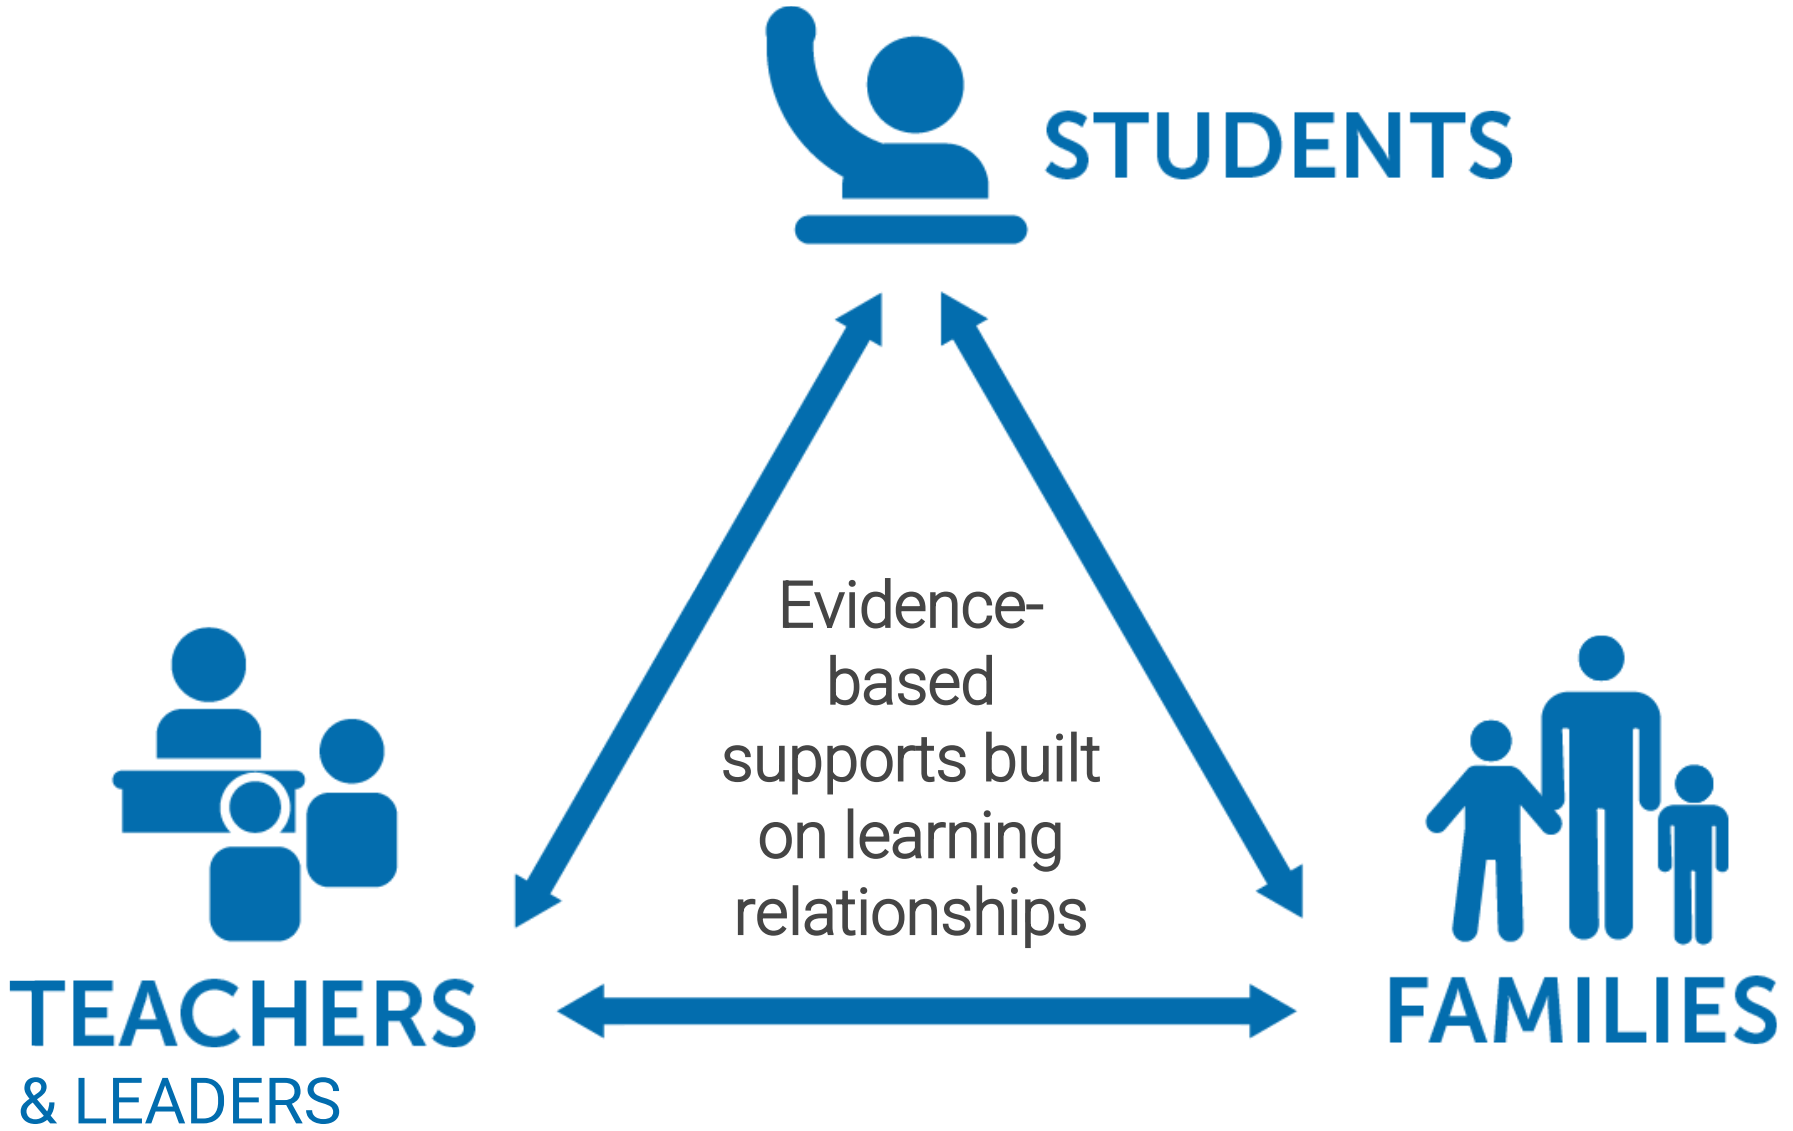 STUDENTS
Evidence-
based
supports built
on learning
relationships
TEACHERS
& LEADERS
FAMILIES